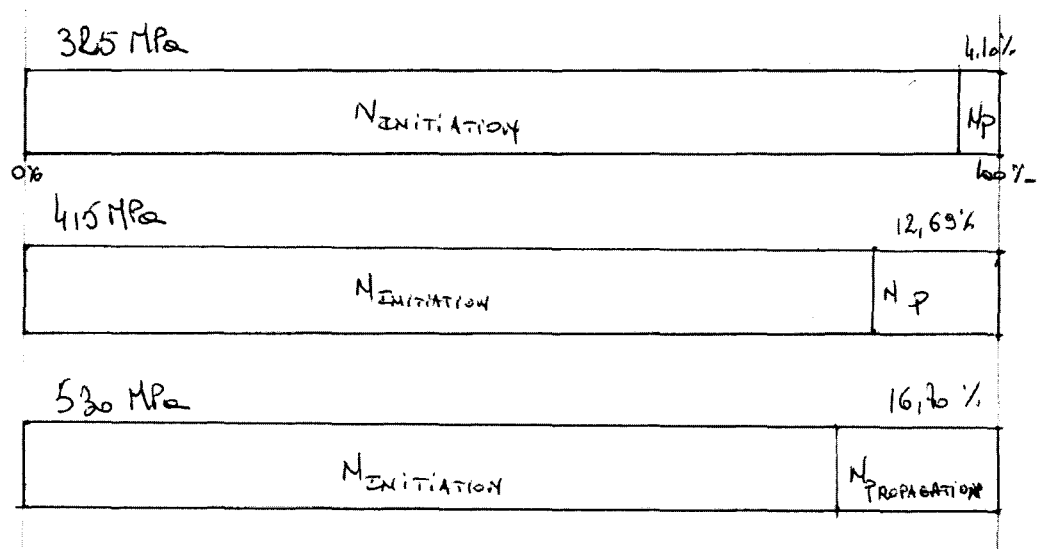 325 MPa 4,10%
NINITIATION NP
0% 100%
415 MPa 12,69%
NINITIATION NP
530 MPa 16,70 %
NINITIATION NPROPAGATION